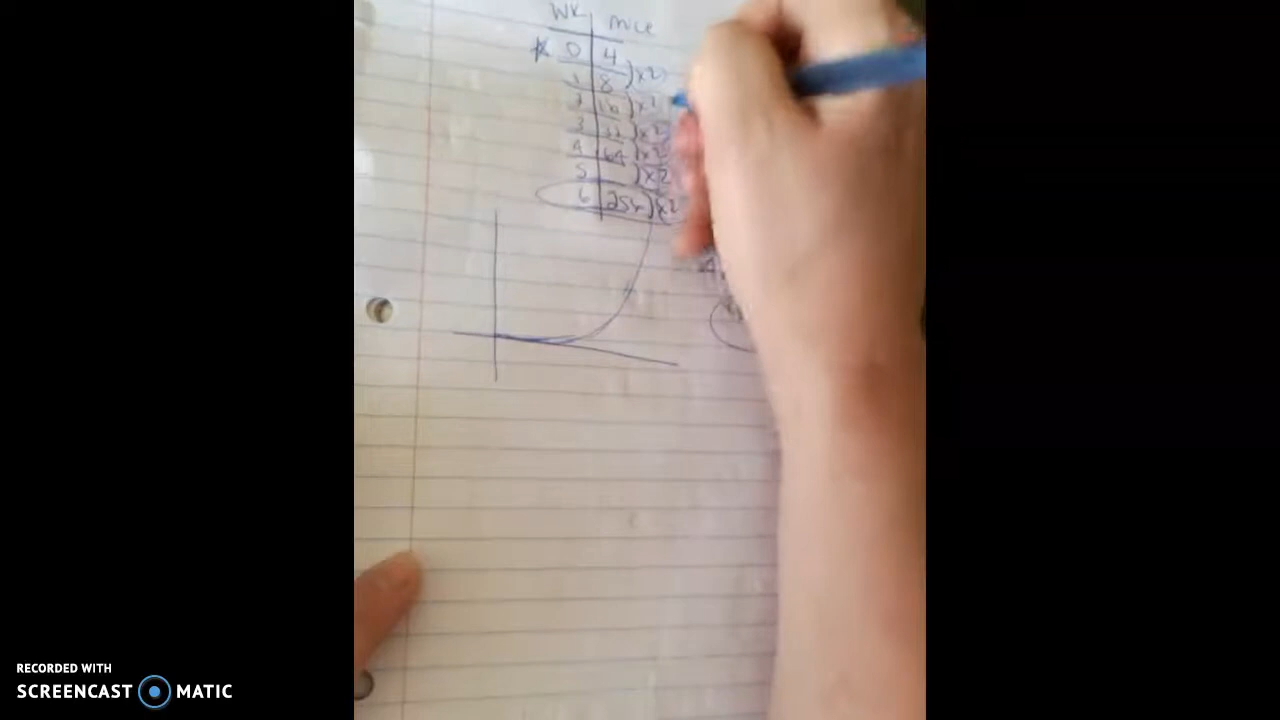 WK mice
0 4
1 8 )x2
2 16 )x2
3 32 )x2
4 64 )x2
5 )x2
6 254 )x2
RECORDED WITH
SCREENCAST MATIC